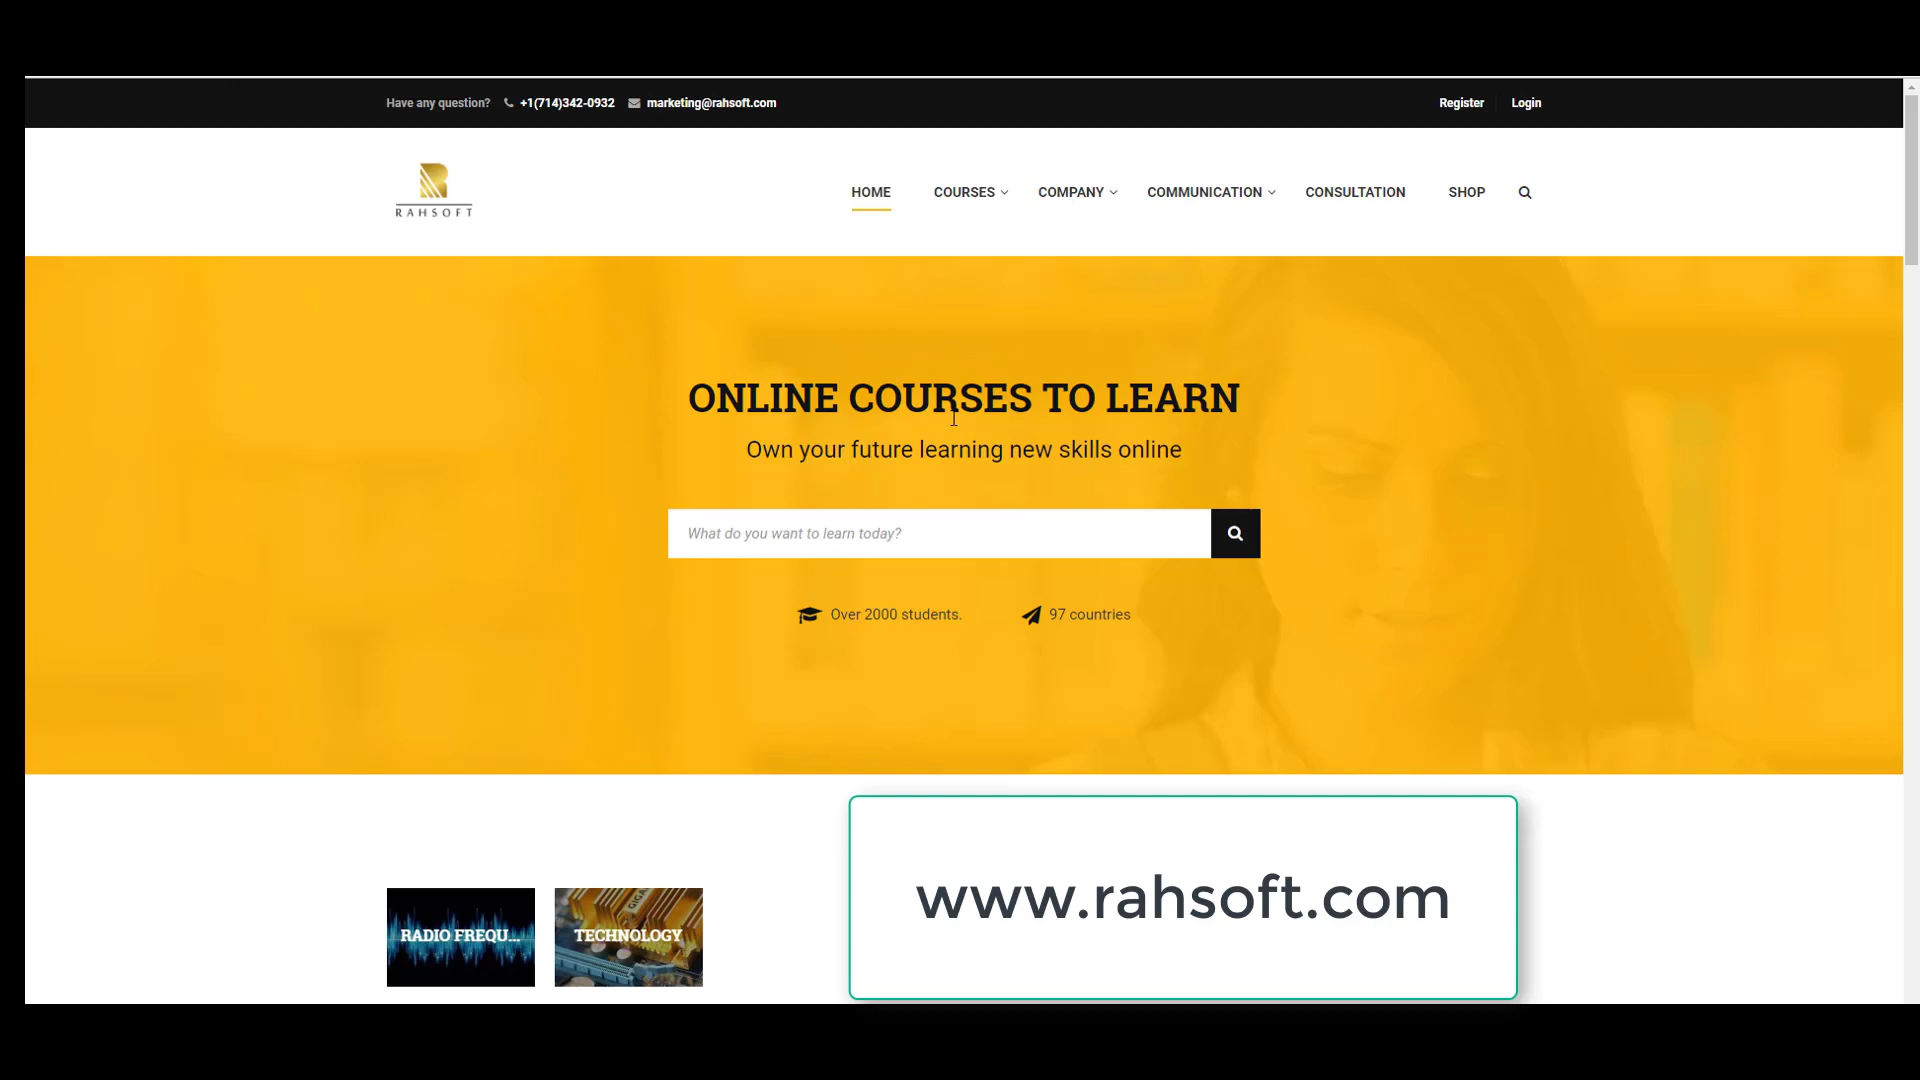 Have any question? +1(714)342-0932 marketing@rahsoft.com Register Login
RAHSOFT
HOME COURSES COMPANY COMMUNICATION CONSULTATION SHOP
ONLINE COURSES TO LEARN
Own your future learning new skills online
What do you want to learn today?
Over 2000 students. 97 countries
RADIO FREQU... TECHNOLOGY
www.rahsoft.com